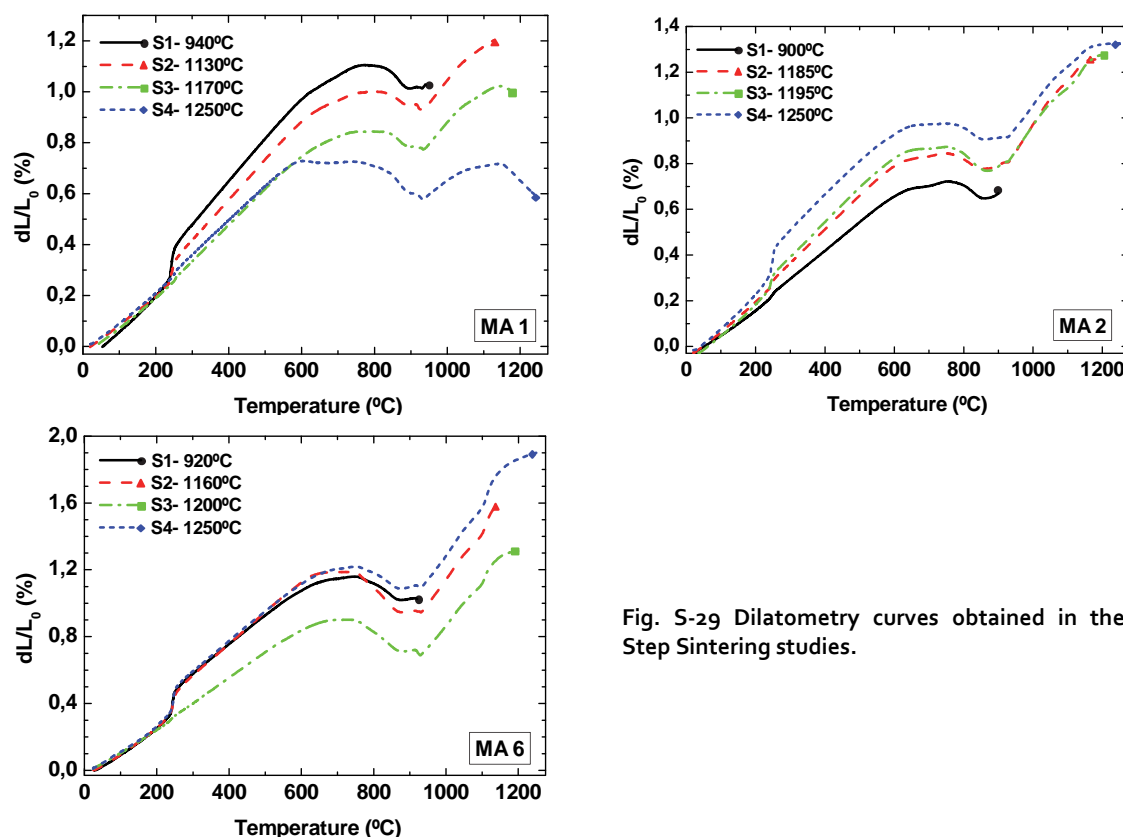 S1- 940ºC
S2- 1130ºC
S3- 1170ºC
S4- 1250ºC
1,2
1,0
0,8
0,6
0,4
0,2
0,0
dL/L0 (%)
MA 1
0 200 400 600 800 1000 1200
Temperature (ºC)
S1- 900ºC
S2- 1185ºC
S3- 1195ºC
S4- 1250ºC
1,4
1,2
1,0
0,8
0,6
0,4
0,2
0,0
dL/L0 (%)
MA 2
0 200 400 600 800 1000 1200
Temperature (ºC)
S1- 920ºC
S2- 1160ºC
S3- 1200ºC
S4- 1250ºC
2,0
1,6
1,2
0,8
0,4
0,0
dL/L0 (%)
MA 6
0 200 400 600 800 1000 1200
Temperature (ºC)
Fig. S-29 Dilatometry curves obtained in the
Step Sintering studies.